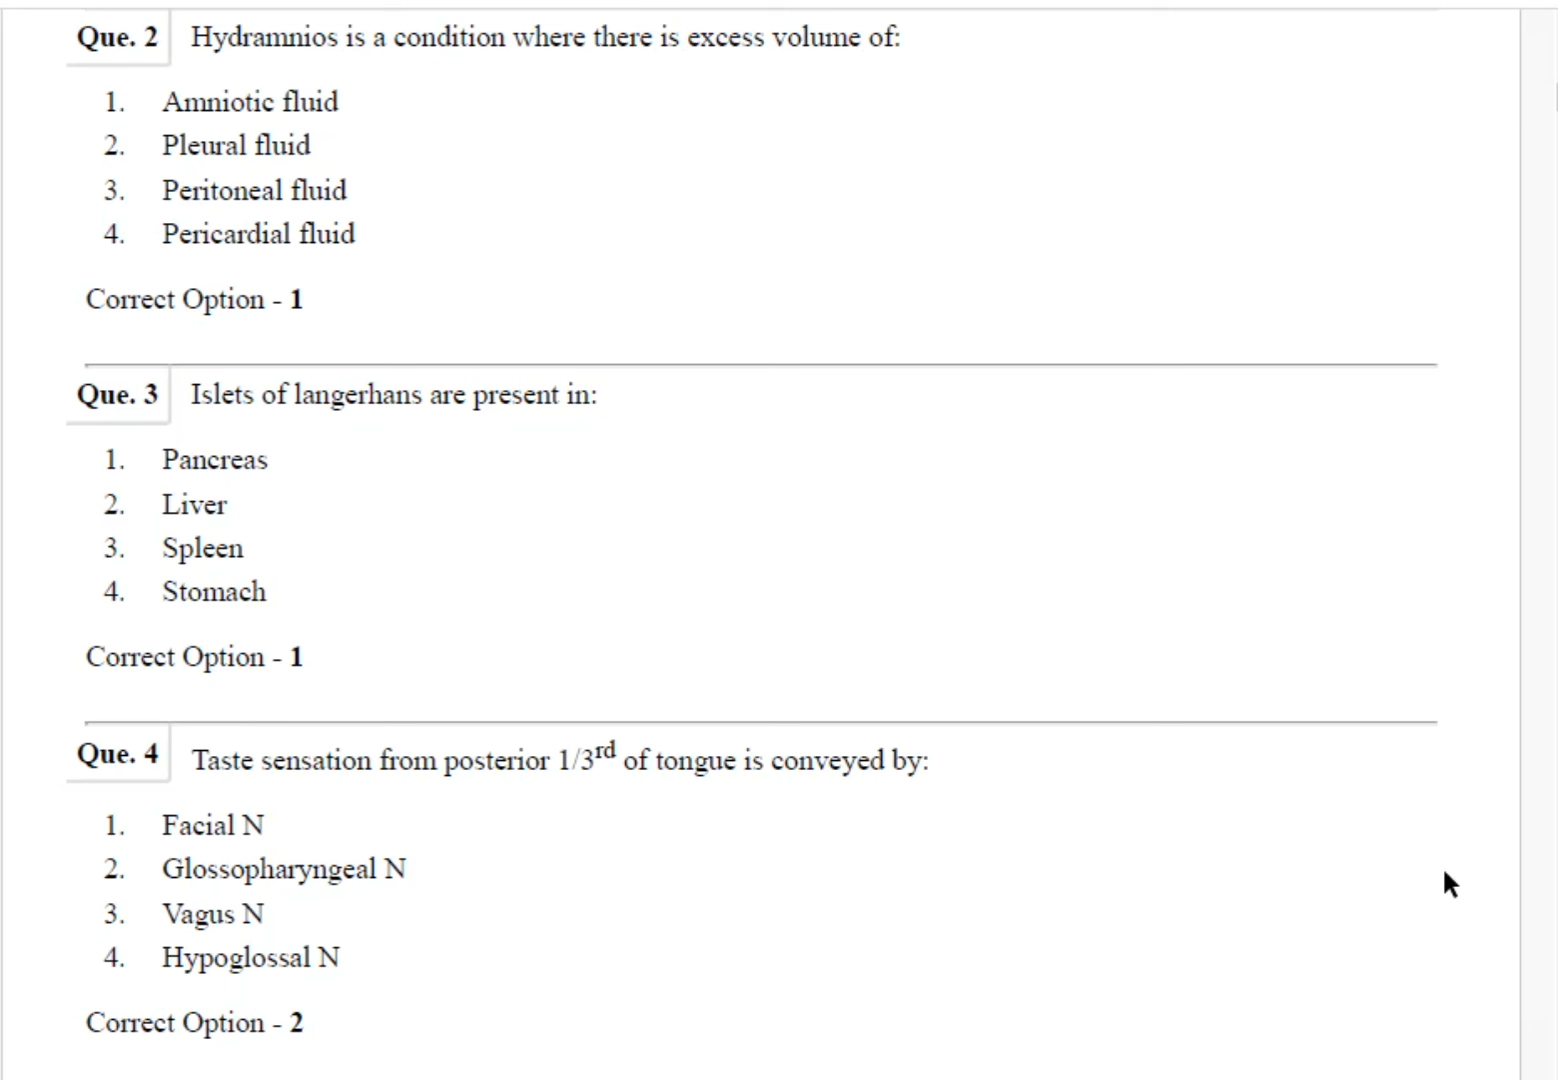 Que. 2 Hydramnios is a condition where there is excess volume of:
1. Amniotic fluid
2. Pleural fluid
3. Peritoneal fluid
4. Pericardial fluid
Correct Option - 1
Que. 3 Islets of langerhans are present in:
1. Pancreas
2. Liver
3. Spleen
4. Stomach
Correct Option - 1
Que. 4 Taste sensation from posterior 1/3rd of tongue is conveyed by:
1. Facial N
2. Glossopharyngeal N
3. Vagus N
4. Hypoglossal N
Correct Option - 2